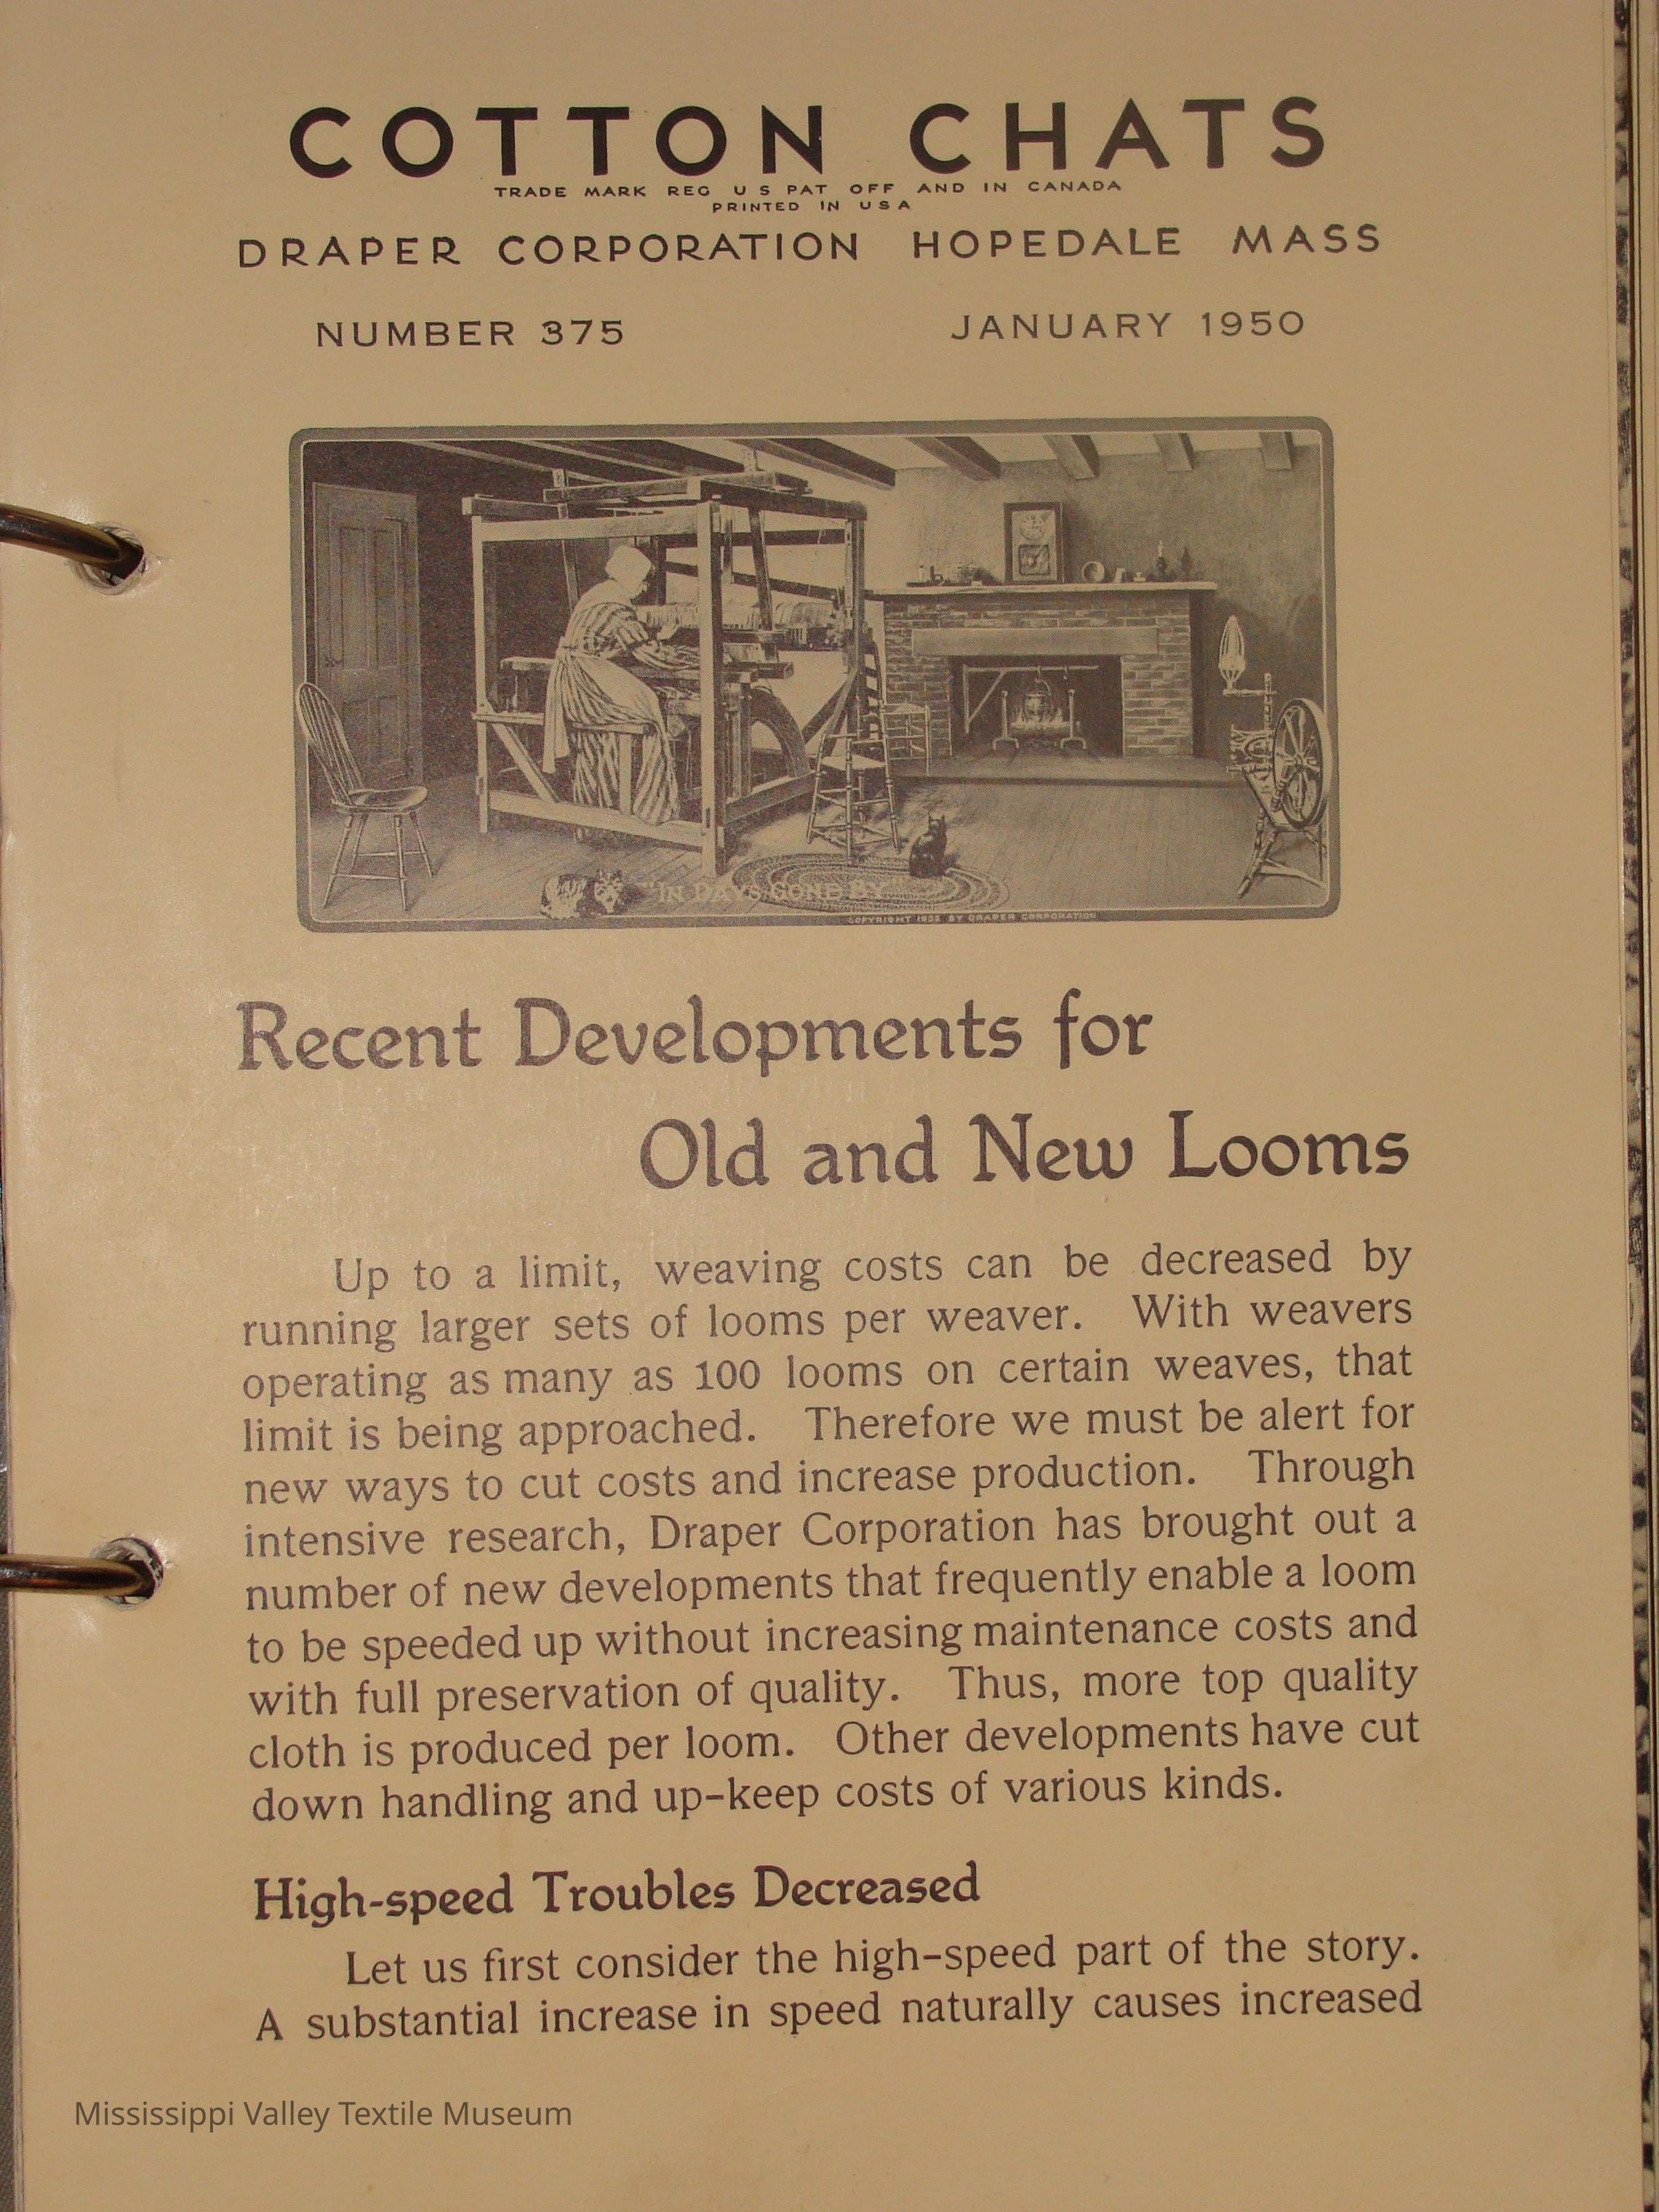 COTTON CHATS
TRADE MARK REG U S PAT OFF AND IN CANADA
PRINTED IN USA
DRAPER CORPORATION HOPEDALE MASS
NUMBER 375 JANUARY 1950
"IN DAYS GONE BY
COPYRIGHT 1932 BY DRAPER CORPORATION
Recent Developments for
Old and New Looms
Up to a limit, weaving costs can be decreased by
running larger sets of looms per weaver. With weavers
operating as many as 100 looms on certain weaves, that
limit is being approached. Therefore we must be alert for
new ways to cut costs and increase production. Through
intensive research, Draper Corporation has brought out a
number of new developments that frequently enable a loom
to be speeded up without increasing maintenance costs and
with full preservation of quality. Thus, more top quality
cloth is produced per loom. Other developments have cut
down handling and up-keep costs of various kinds.
High-speed Troubles Decreased
Let us first consider the high-speed part of the story.
A substantial increase in speed naturally causes increased
Mississippi Valley Textile Museum